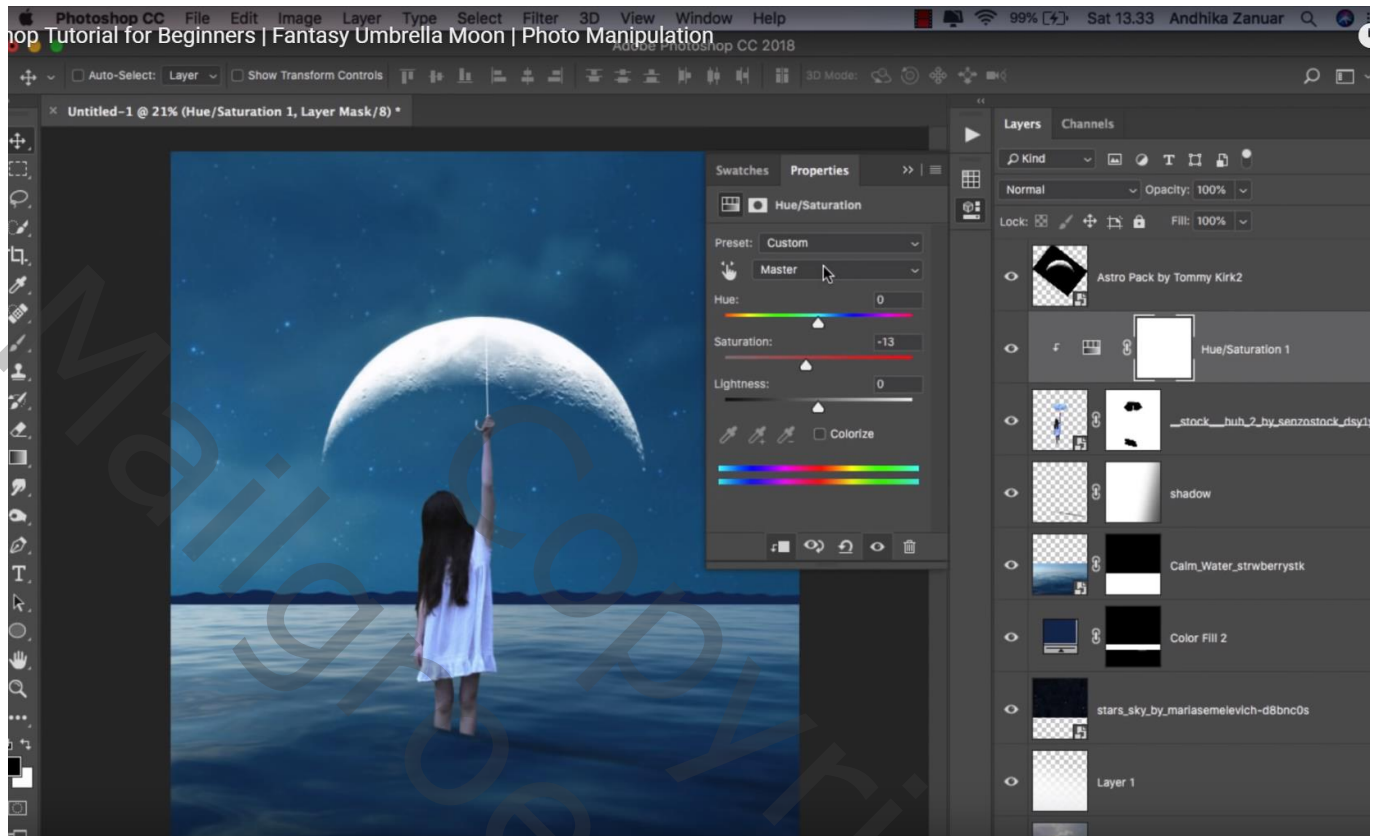 Photoshop CC File Edit Image Layer Type Select Filter 3D View Window Help 99% Sat 13.33 Andhika Zanuar
Tutorial for Beginners | Fantasy Umbrella Moon | Photo Manipulation
Adobe Photoshop CC 2018
Auto-Select: Layer Show Transform Controls 3D Mode:
× Untitled-1 @ 21% (Hue/Saturation 1, Layer Mask/8) *
Swatches Properties
Hue/Saturation
Preset: Custom
Master
Hue: 0
Saturation: -13
Lightness: 0
Colorize
Layers Channels
Kind
Normal Opacity: 100%
Lock: Fill: 100%
Astro Pack by Tommy Kirk2
Hue/Saturation 1
__stock__huh_2_by_senzostock_dsy1
shadow
Calm_Water_strwberrystk
Color Fill 2
stars_sky_by_mariasemelevich-d8bnc0s
Layer 1